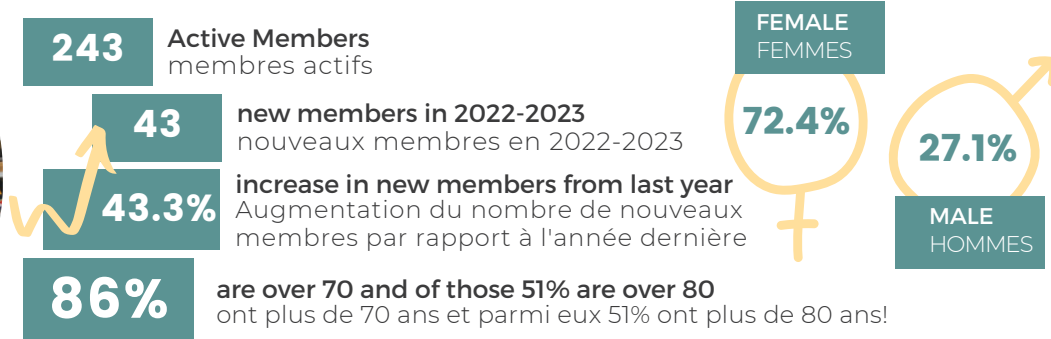 243
Active Members
membres actifs
43
new members in 2022-2023
nouveaux membres en 2022-2023
43.3%
increase in new members from last year
Augmentation du nombre de nouveaux
membres par rapport à l'année dernière
86%
are over 70 and of those 51% are over 80
ont plus de 70 ans et parmi eux 51% ont plus de 80 ans!
FEMALE
FEMMES
72.4%
27.1%
MALE
HOMMES